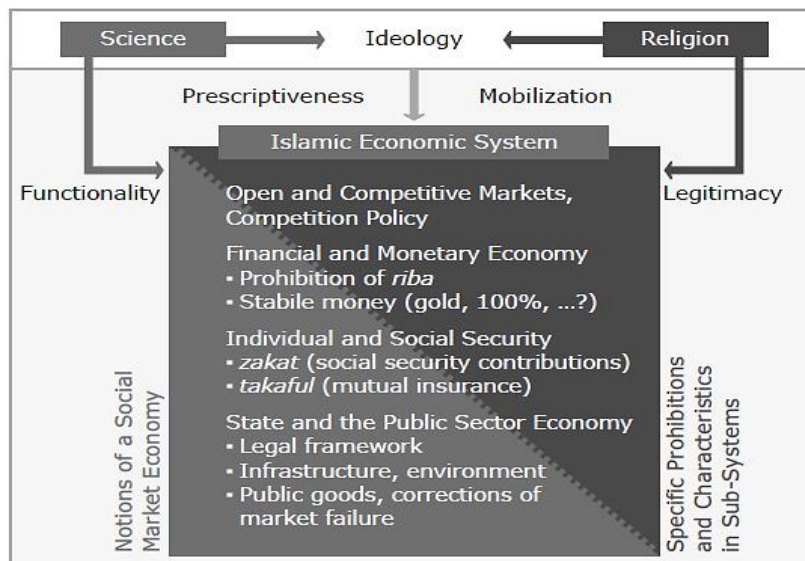 Science
Ideology
Religion
Prescriptiveness
Mobilization
Islamic Economic System
Functionality
Legitimacy
Open and Competitive Markets,
Competition Policy
Financial and Monetary Economy
▪ Prohibition of riba
▪ Stabile money (gold, 100%, ...?)
Individual and Social Security
▪ zakat (social security contributions)
▪ takaful (mutual insurance)
State and the Public Sector Economy
▪ Legal framework
▪ Infrastructure, environment
▪ Public goods, corrections of
market failure
Notions of a Social
Market Economy
Specific Prohibitions
and Characteristics
in Sub-Systems